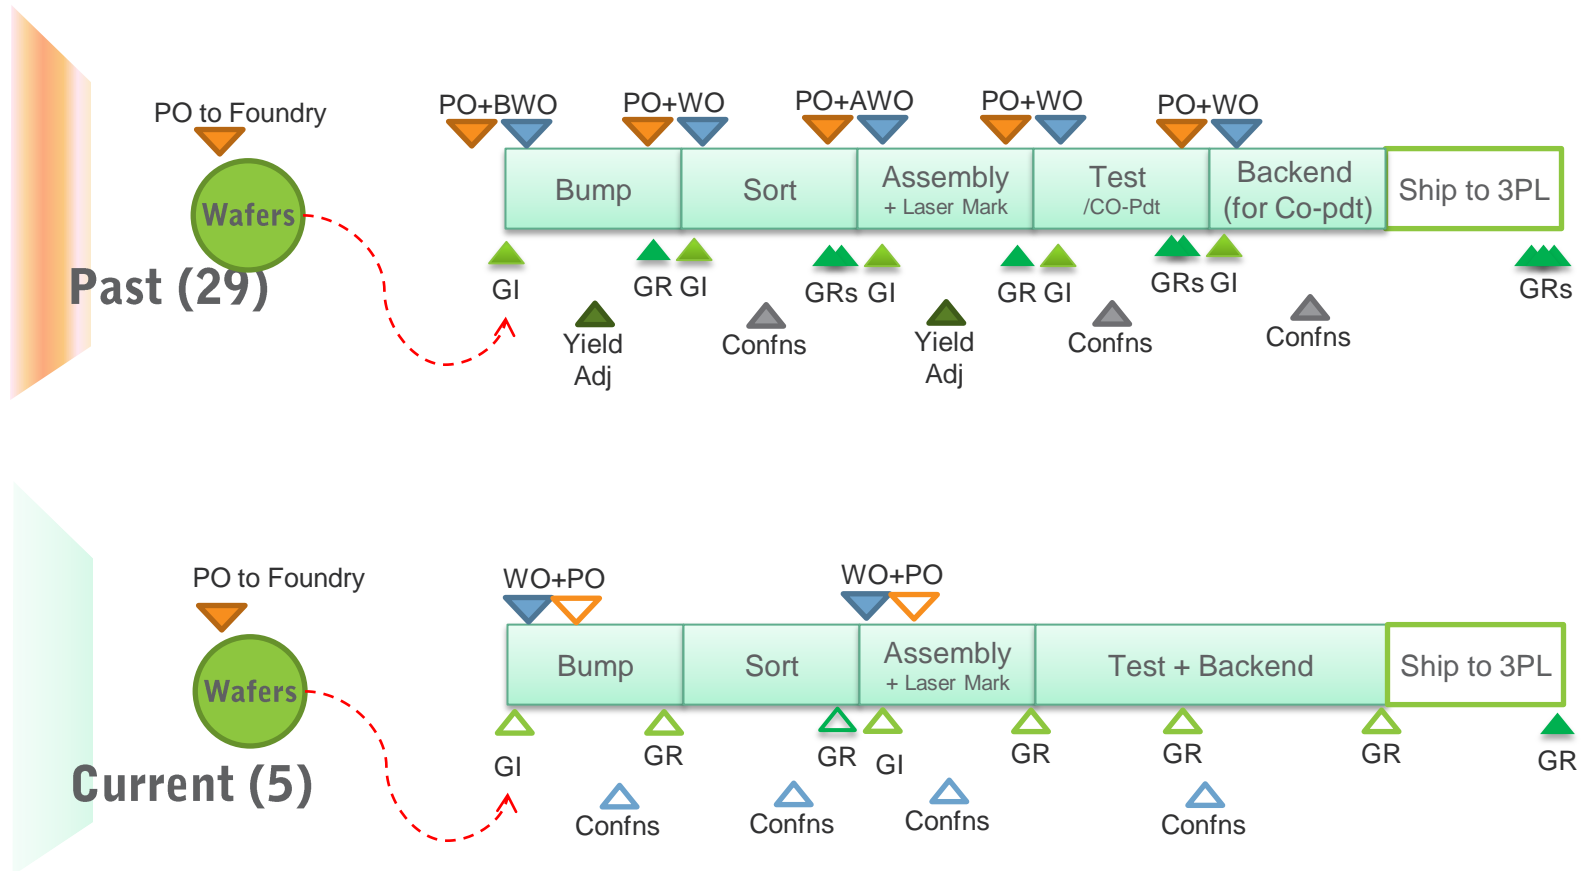 PO to Foundry
PO+BWO
PO+WO
PO+AWO
PO+WO
PO+WO
Wafers
Bump
Sort
Assembly
+ Laser Mark
Test
/CO-Pdt
Backend
(for Co-pdt)
Ship to 3PL
Past (29)
GI
GR
GI
GRs
GI
GR
GI
GRs
GI
GRs
Yield
Adj
Confns
Yield
Adj
Confns
Confns
PO to Foundry
WO+PO
WO+PO
Wafers
Bump
Sort
Assembly
+ Laser Mark
Test + Backend
Ship to 3PL
Current (5)
GI
GR
GR
GI
GR
GR
GR
GR
Confns
Confns
Confns
Confns